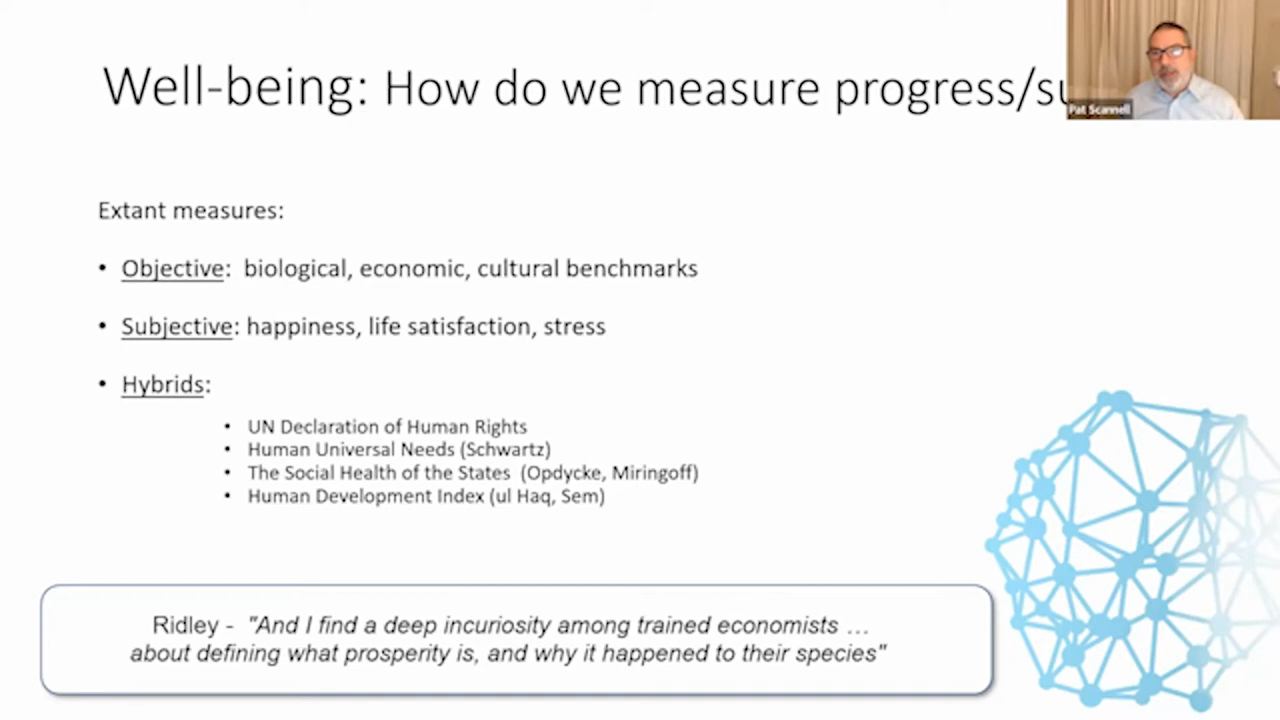 Well-being: How do we measure progress/su
Pat Scannell
Extant measures:
• Objective: biological, economic, cultural benchmarks
• Subjective: happiness, life satisfaction, stress
• Hybrids:
• UN Declaration of Human Rights
• Human Universal Needs (Schwartz)
• The Social Health of the States (Opdycke, Miringoff)
• Human Development Index (ul Haq, Sem)
Ridley - "And I find a deep incuriosity among trained economists …
about defining what prosperity is, and why it happened to their species"